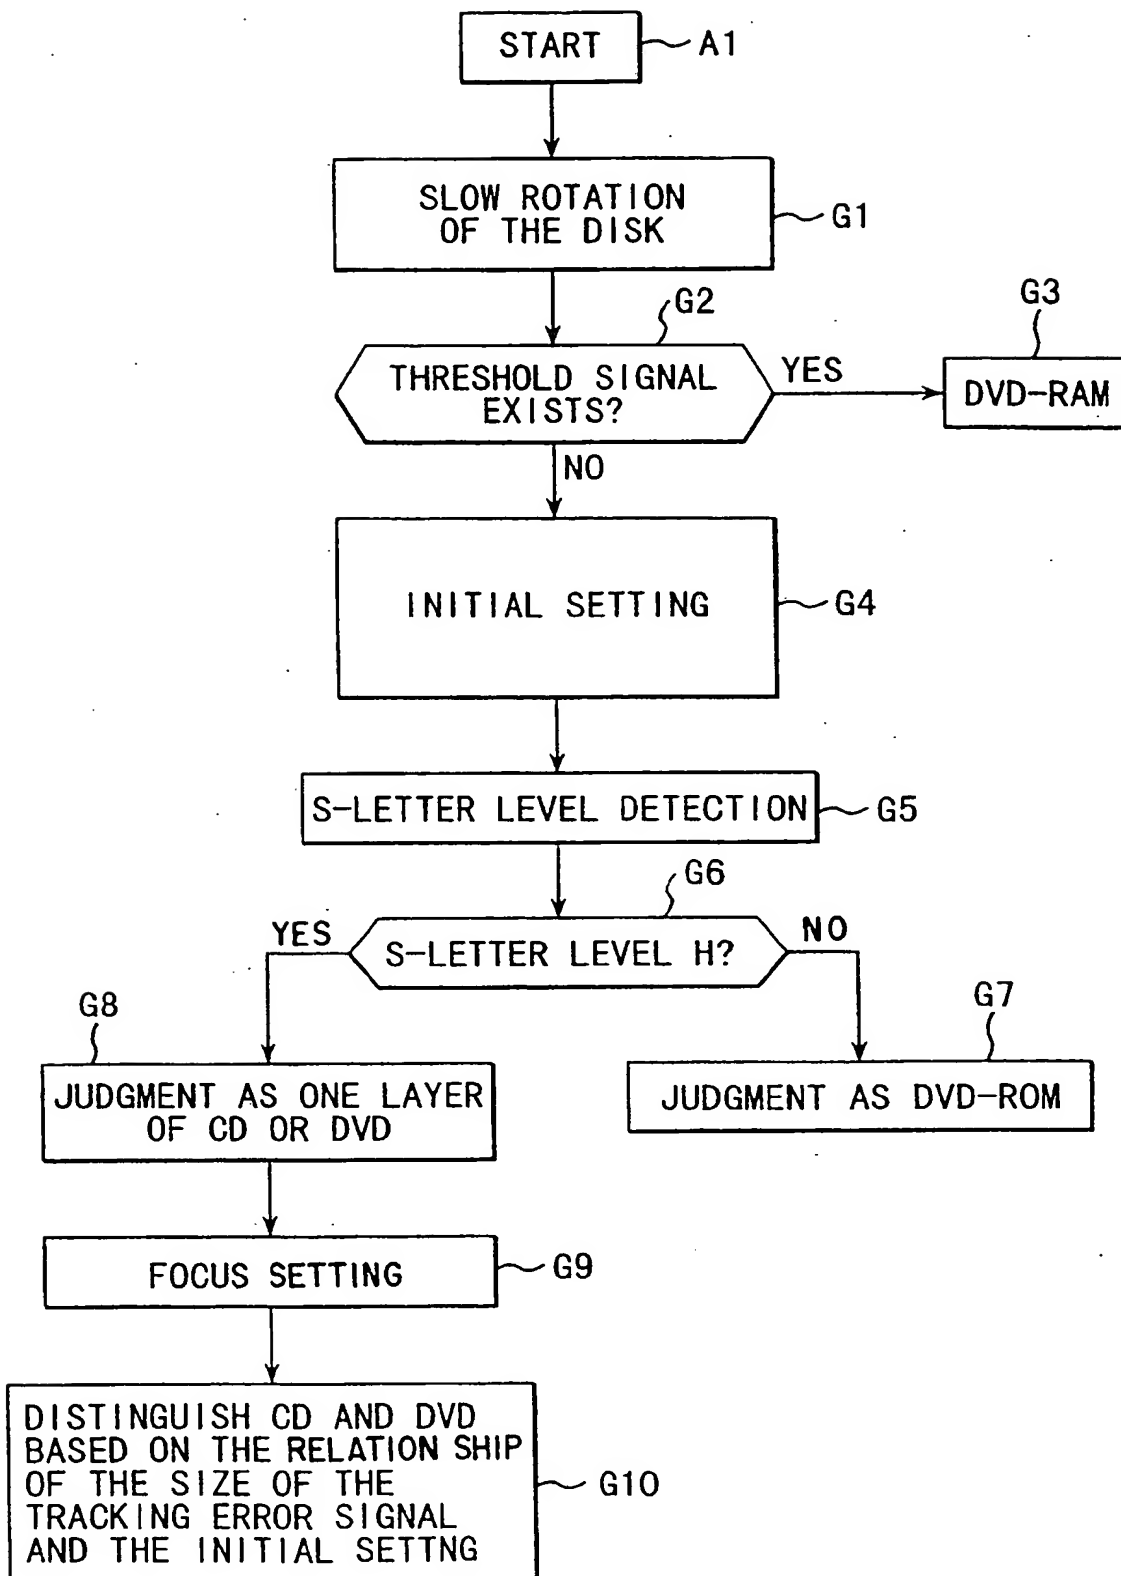 START
A1
SLOW ROTATION
OF THE DISK
G1
G2
THRESHOLD SIGNAL
EXISTS?
YES
G3
DVD-RAM
NO
INITIAL SETTING
G4
S-LETTER LEVEL DETECTION
G5
G6
YES
S-LETTER LEVEL H?
NO
G8
JUDGMENT AS ONE LAYER
OF CD OR DVD
G7
JUDGMENT AS DVD-ROM
FOCUS SETTING
G9
DISTINGUISH CD AND DVD
BASED ON THE RELATION SHIP
OF THE SIZE OF THE
TRACKING ERROR SIGNAL
AND THE INITIAL SETTNG
G10